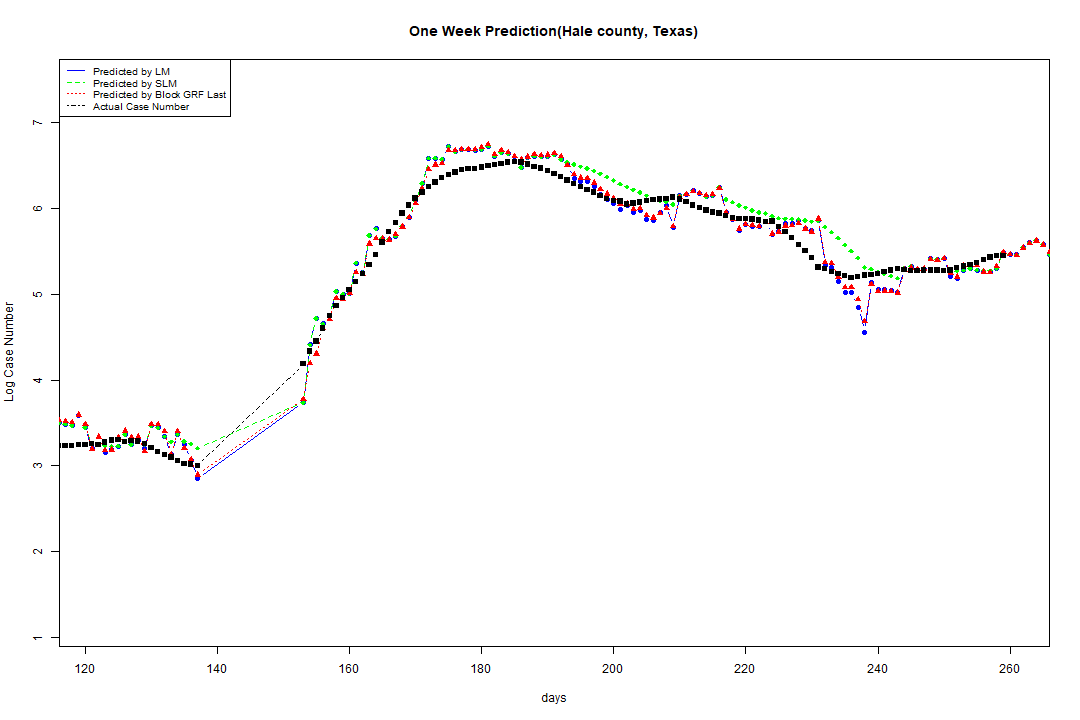 One Week Prediction(Hale county, Texas)
Predicted by LM
Predicted by SLM
Predicted by Block GRF Last
Actual Case Number
7
6
5
4
3
2
1
Log Case Number
120 140 160 180 200 220 240 260
days